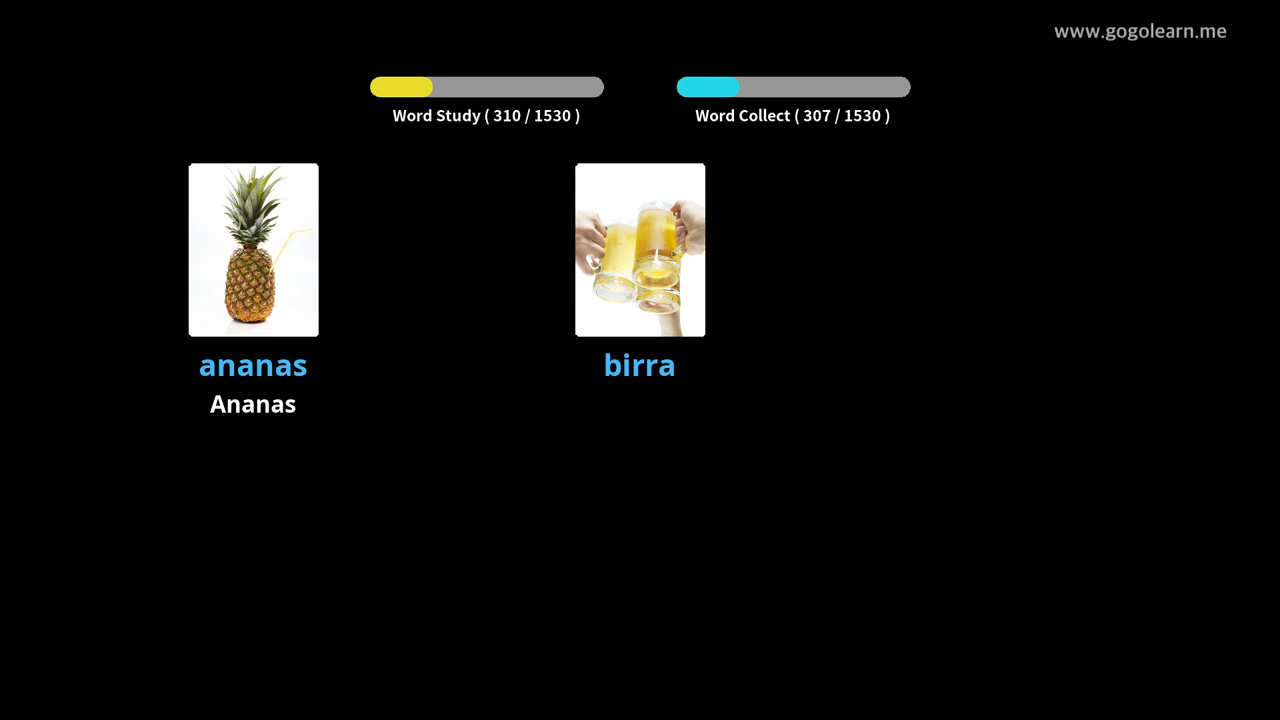 www.gogolearn.me
Word Study ( 310 / 1530 )
Word Collect ( 307 / 1530 )
ananas
Ananas
birra